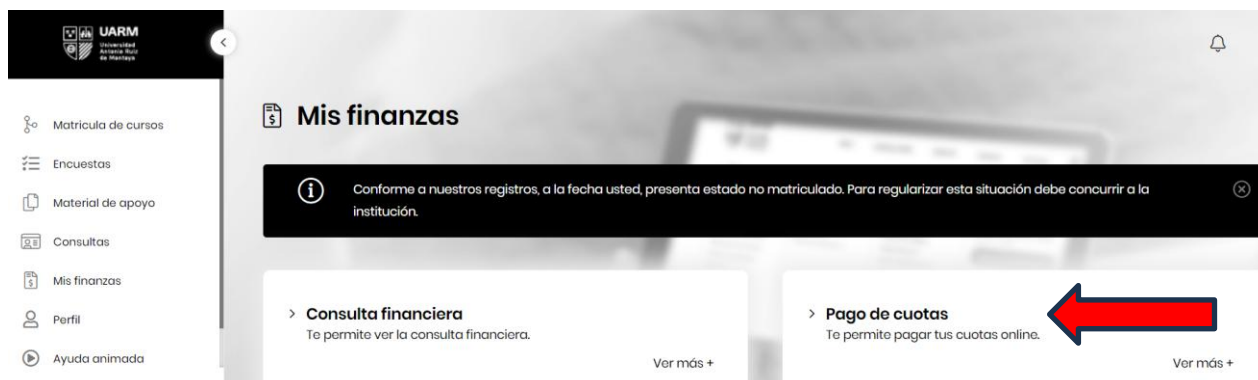 UARM
Universidad
Antonio Ruiz
de Montoya
Matricula de cursos
Encuestas
Material de apoyo
Consultas
Mis finanzas
Perfil
Ayuda animada
Mis finanzas
Conforme a nuestros registros, a la fecha usted, presenta estado no matriculado. Para regularizar esta situación debe concurrir a la
institución.
Consulta financiera
Te permite ver la consulta financiera.
Ver más +
Pago de cuotas
Te permite pagar tus cuotas online.
Ver más +